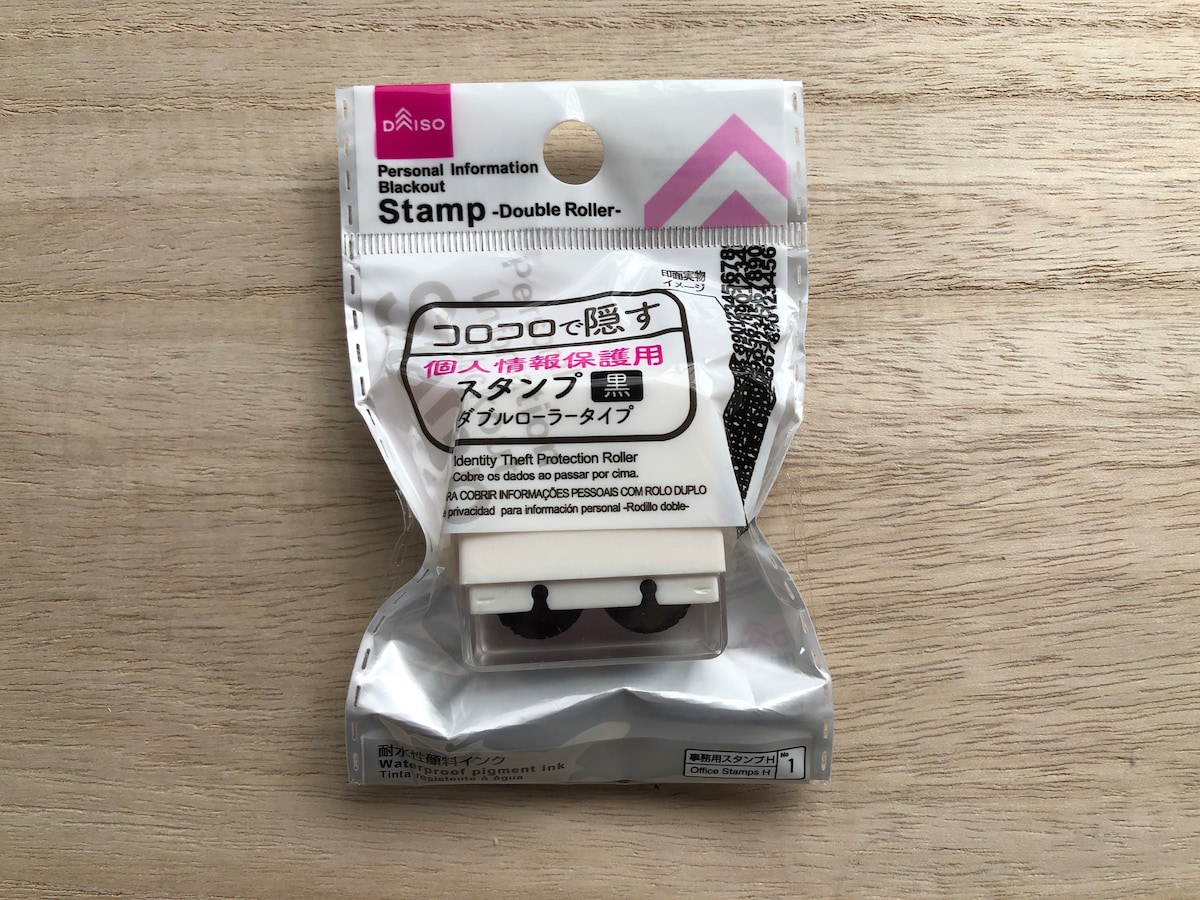 DAISO
Personal Information
Blackout
Stamp -Double Roller-
印面実物
イメージ
コロコロで隠す
個人情報保護用
スタンプ 黒
ダブルローラータイプ
Identity Theft Protection Roller
Cobre os dados ao passar por cima.
RA COBRIR INFORMAÇÕES PESSOAIS COM ROLO DUPLO
e privacidad para información personal -Rodillo doble-
耐水性顔料インク
Waterproof pigment ink
Tinta resistente à água
事務用スタンプH
Office Stamps H
No
1